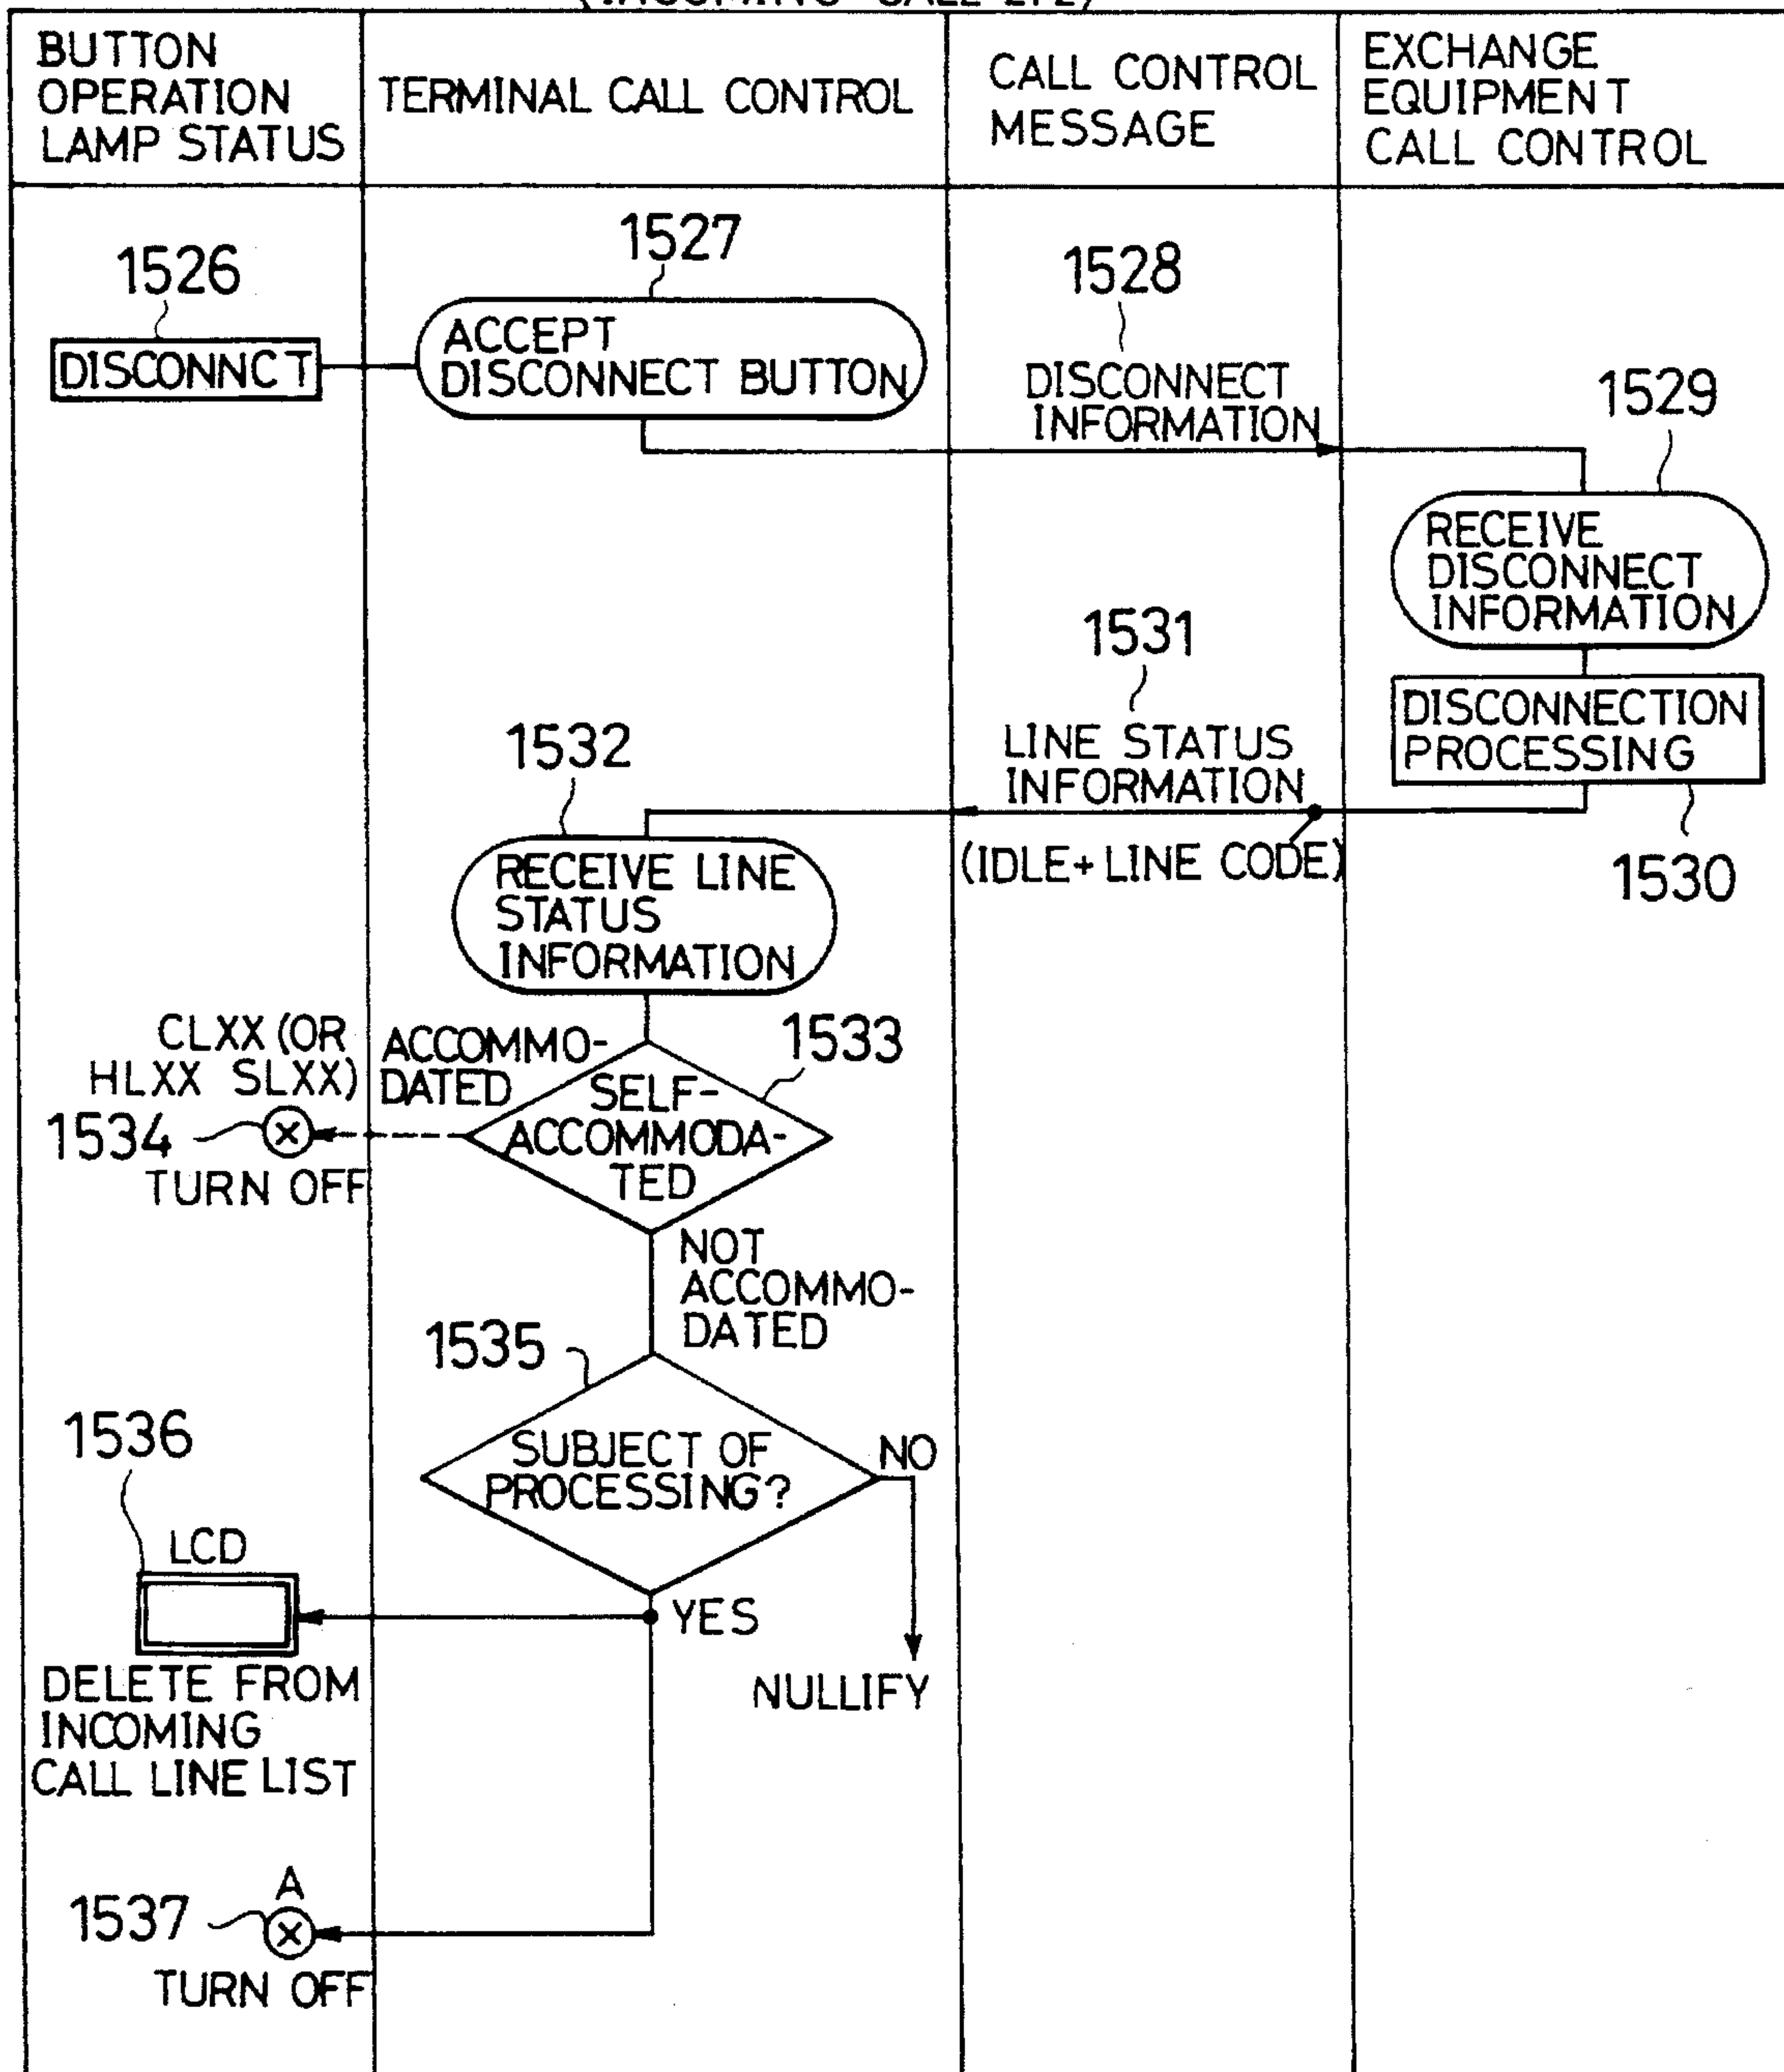 (INCOMING CALL LTE)
BUTTON
OPERATION
LAMP STATUS
TERMINAL CALL CONTROL
CALL CONTROL
MESSAGE
EXCHANGE
EQUIPMENT
CALL CONTROL
1526
DISCONNCT
1527
ACCEPT
DISCONNECT BUTTON
1528
DISCONNECT
INFORMATION
1529
RECEIVE
DISCONNECT
INFORMATION
DISCONNECTION
PROCESSING
1530
1531
LINE STATUS
INFORMATION
(IDLE+LINE CODE)
1532
RECEIVE LINE
STATUS
INFORMATION
1533
SELF-
ACCOMMODA-
TED
ACCOMMO-
DATED
CLXX (OR
HLXX SLXX)
1534
TURN OFF
NOT
ACCOMMO-
DATED
1535
SUBJECT OF
PROCESSING?
NO
NULLIFY
YES
1536
LCD
DELETE FROM
INCOMING
CALL LINE LIST
A
1537
TURN OFF